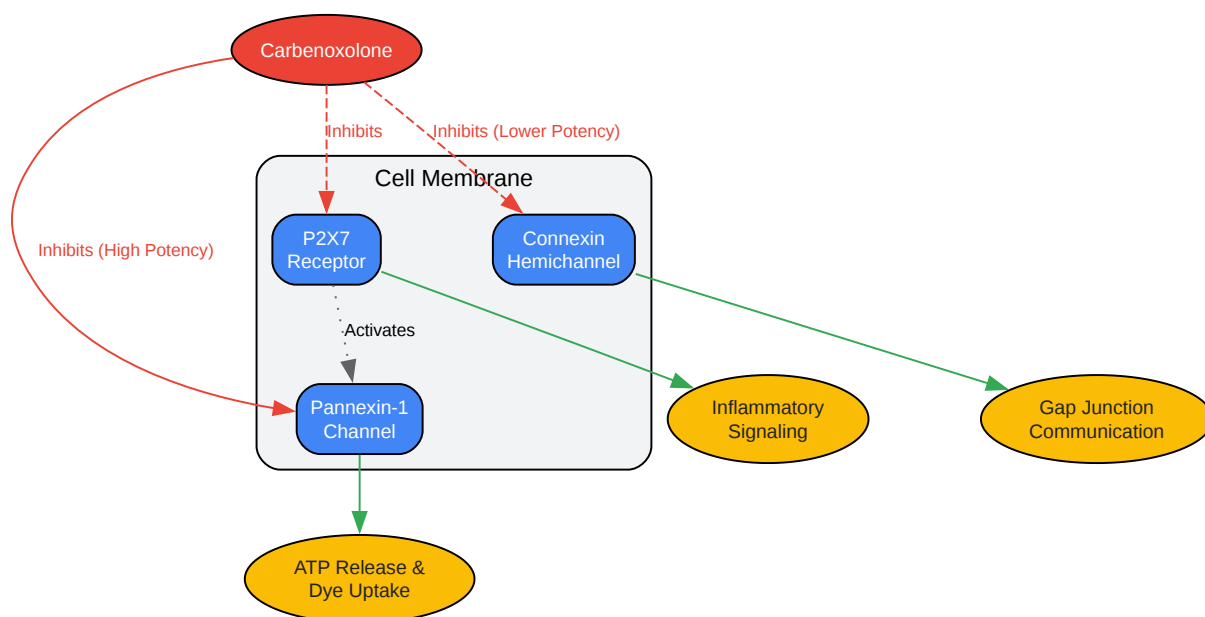 Carbenoxolone
Inhibits
Inhibits (Lower Potency)
Cell Membrane
P2X7
Receptor
Connexin
Hemichannel
Inhibits (High Potency)
Activates
Pannexin-1
Channel
Inflammatory
Signaling
Gap Junction
Communication
ATP Release &
Dye Uptake